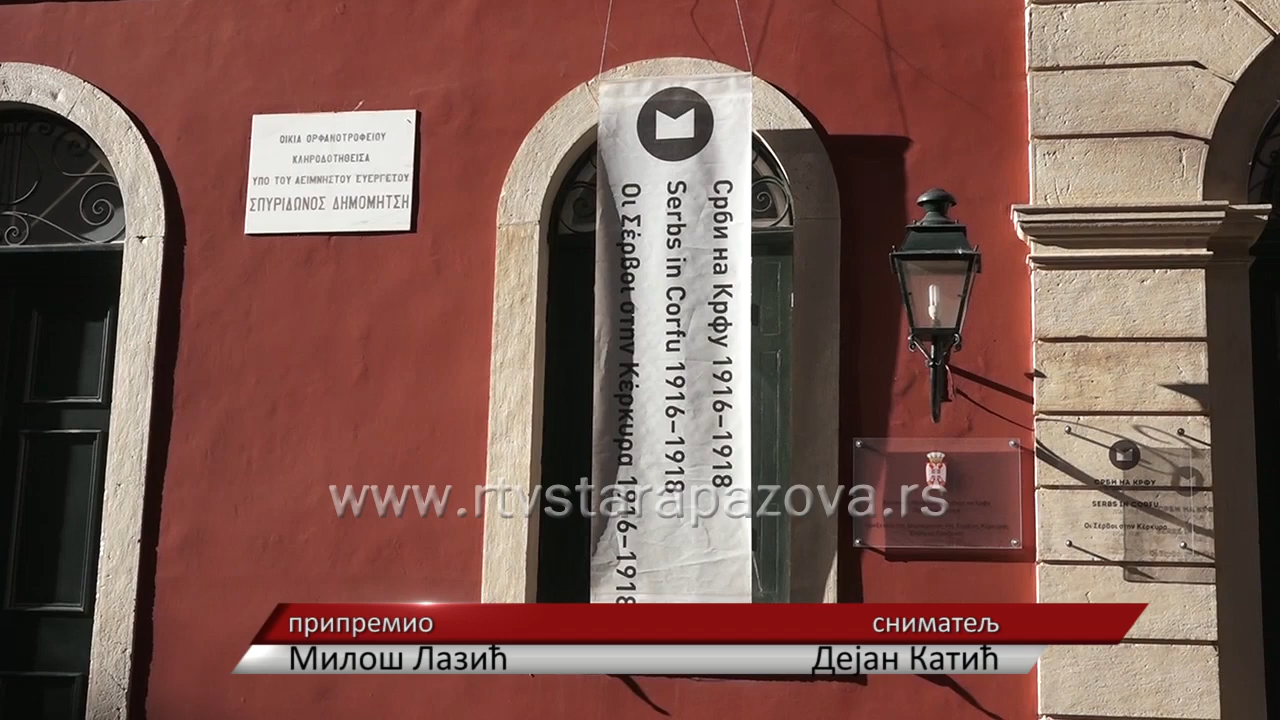 ΟΙΚΙΑ ΟΡΦΑΝΟΤΡΟΦΕΙΟΥ
ΚΛΗΡΟΔΟΤΗΘΕΙΣΑ
ΥΠΟ ΤΟΥ ΑΕΙΜΝΗΣΤΟΥ ΕΥΕΡΓΕΤΟΥ
ΣΠΥΡΙΔΩΝΟΣ ΔΗΜΟΜΗΤΣΗ
Срби на Крфу 1916–1918
Serbs in Corfu 1916–1918
Οι Σέρβοι στην Κέρκυρα 1916–1918
СРБИ НА КРФУ
SERBS IN CORFU
Οι Σέρβοι στην Κέρκυρα
www.rtvstarapazova.rs
припремио
сниматељ
Милош Лазић
Дејан Катић